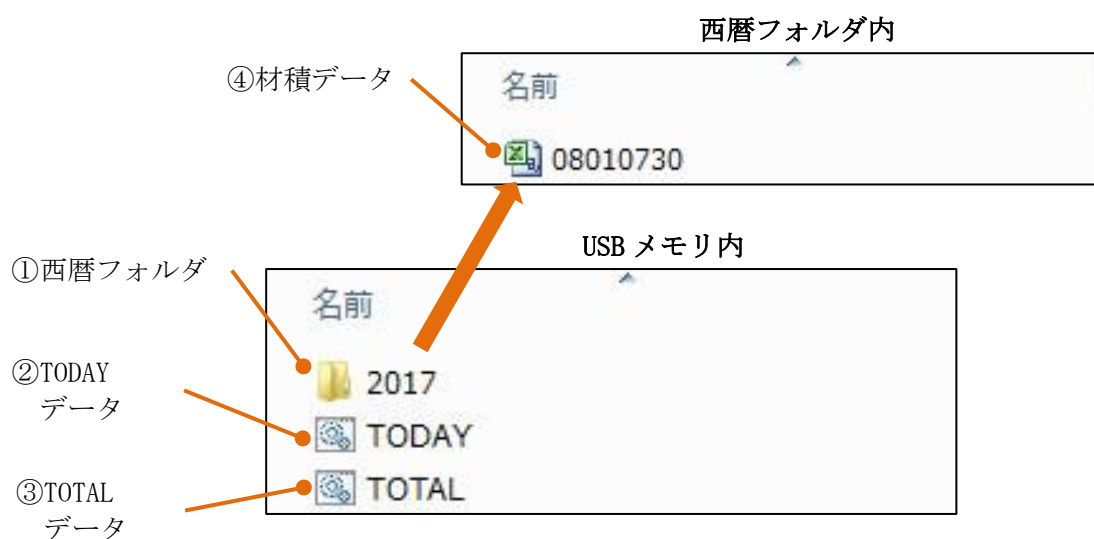 西暦フォルダ内
④材積データ
名前
08010730
USB メモリ内
①西暦フォルダ
名前
②TODAY
データ
2017
TODAY
③TOTAL
データ
TOTAL